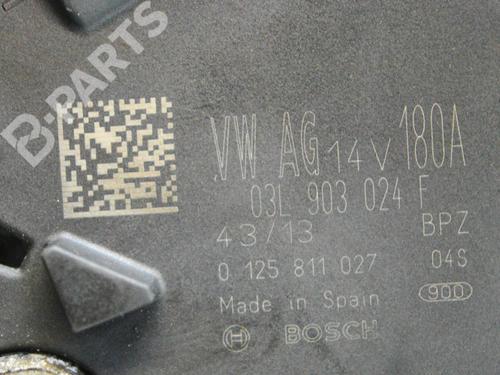 B-PARTS
VW AG 14V 180A
03L 903 024 F
43/13 BPZ
0 125 811 027 04S
Made in Spain 900
BOSCH